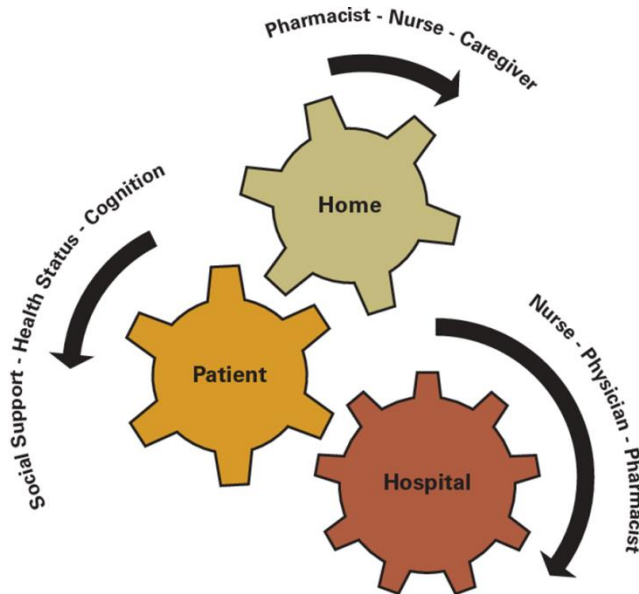 Pharmacist - Nurse - Caregiver
Home
Social Support - Health Status - Cognition
Patient
Nurse - Physician - Pharmacist
Hospital